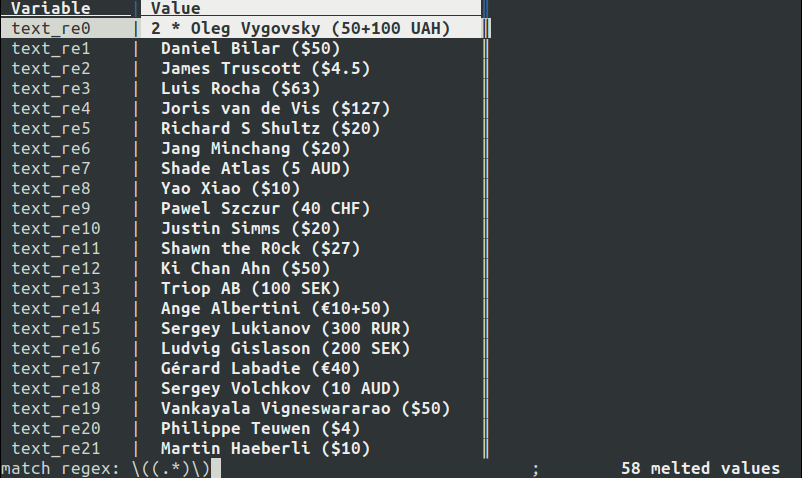 Variable | Value ‖
text_re0 | 2 * Oleg Vygovsky (50+100 UAH) ‖
text_re1 | Daniel Bilar ($50) ‖
text_re2 | James Truscott ($4.5) ‖
text_re3 | Luis Rocha ($63) ‖
text_re4 | Joris van de Vis ($127) ‖
text_re5 | Richard S Shultz ($20) ‖
text_re6 | Jang Minchang ($20) ‖
text_re7 | Shade Atlas (5 AUD) ‖
text_re8 | Yao Xiao ($10) ‖
text_re9 | Pawel Szczur (40 CHF) ‖
text_re10 | Justin Simms ($20) ‖
text_re11 | Shawn the R0ck ($27) ‖
text_re12 | Ki Chan Ahn ($50) ‖
text_re13 | Triop AB (100 SEK) ‖
text_re14 | Ange Albertini (€10+50) ‖
text_re15 | Sergey Lukianov (300 RUR) ‖
text_re16 | Ludvig Gislason (200 SEK) ‖
text_re17 | Gérard Labadie (€40) ‖
text_re18 | Sergey Volchkov (10 AUD) ‖
text_re19 | Vankayala Vigneswararao ($50) ‖
text_re20 | Philippe Teuwen ($4) ‖
text_re21 | Martin Haeberli ($10) ‖
match regex: \((.*)\) ; 58 melted values